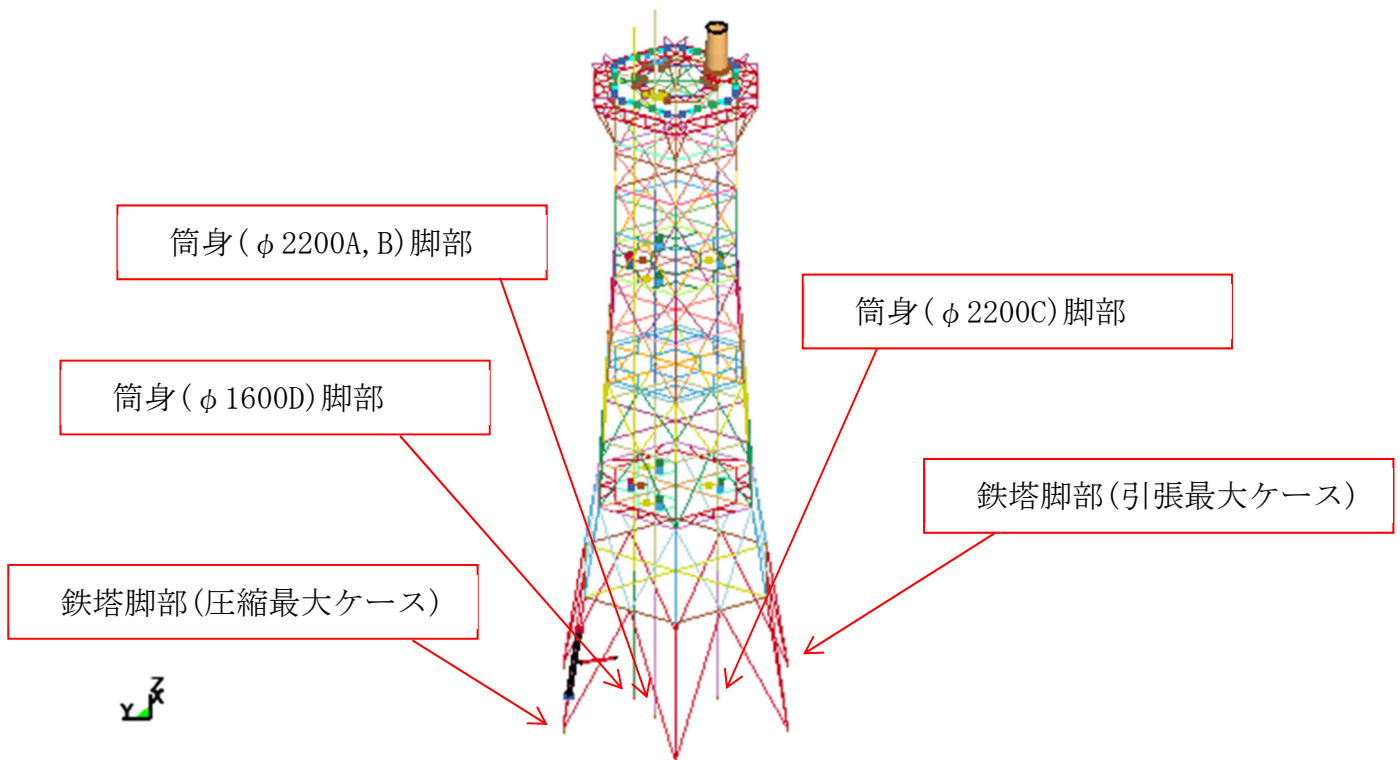 筒身(φ2200A,B)脚部
筒身(φ2200C)脚部
筒身(φ1600D)脚部
鉄塔脚部(引張最大ケース)
鉄塔脚部(圧縮最大ケース)
Z
X
Y